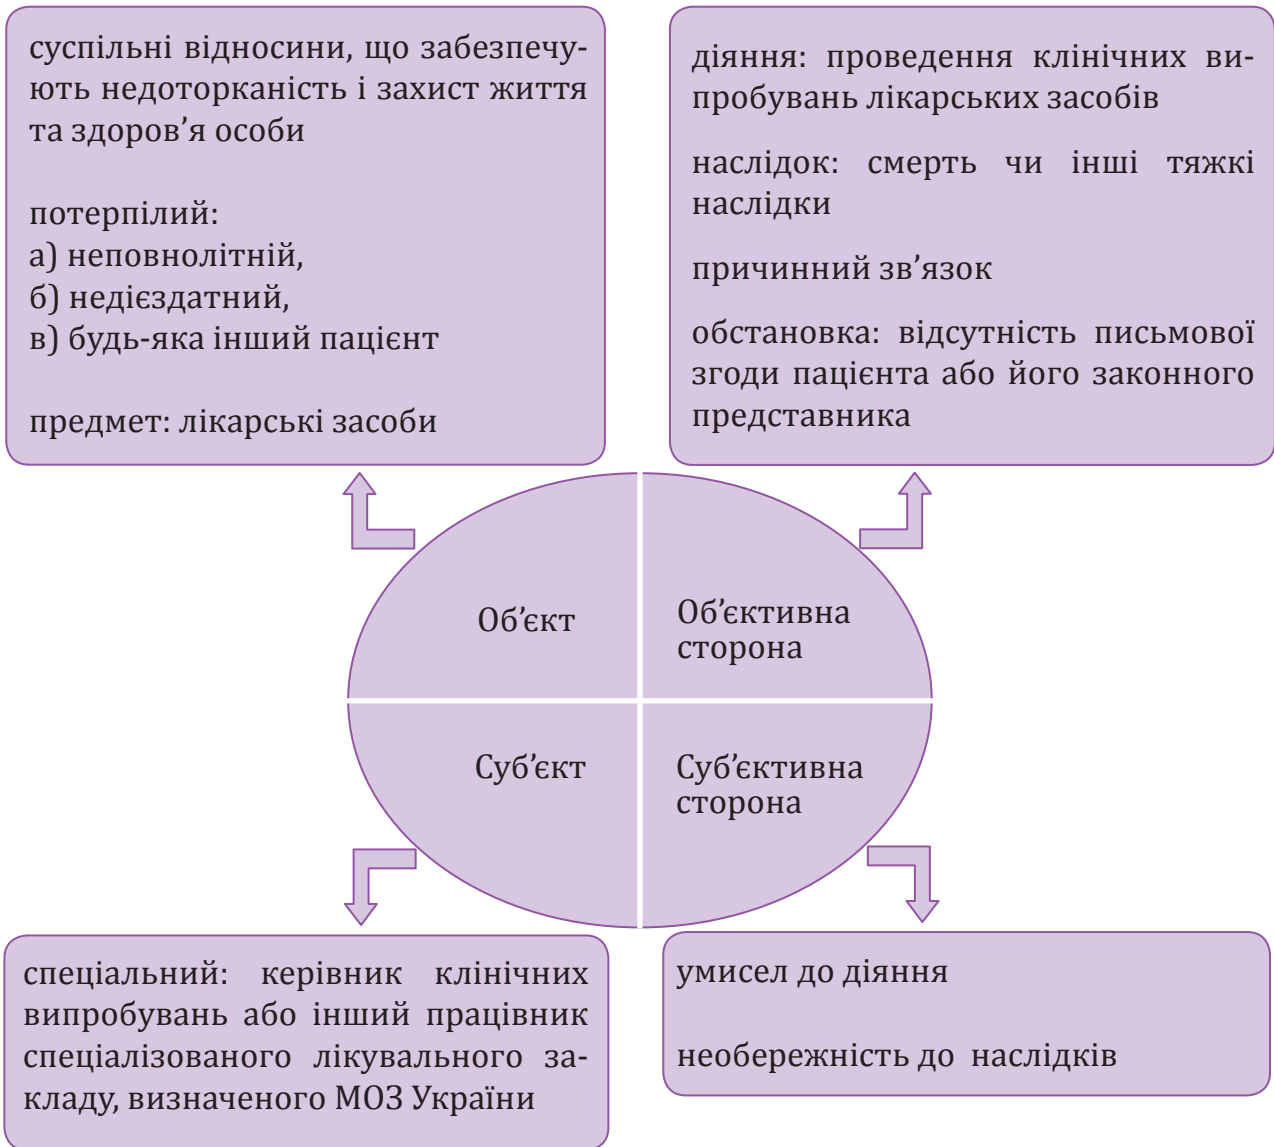 суспільні відносини, що забезпечу-
ють недоторканість і захист життя
та здоров’я особи
потерпілий:
а) неповнолітній,
б) недієздатний,
в) будь-яка інший пацієнт
предмет: лікарські засоби
діяння: проведення клінічних ви-
пробувань лікарських засобів
наслідок: смерть чи інші тяжкі
наслідки
причинний зв’язок
обстановка: відсутність письмової
згоди пацієнта або його законного
представника
Об’єкт
Об’єктивна
сторона
Суб’єкт
Суб’єктивна
сторона
спеціальний: керівник клінічних
випробувань або інший працівник
спеціалізованого лікувального за-
кладу, визначеного МОЗ України
умисел до діяння
необережність до наслідків